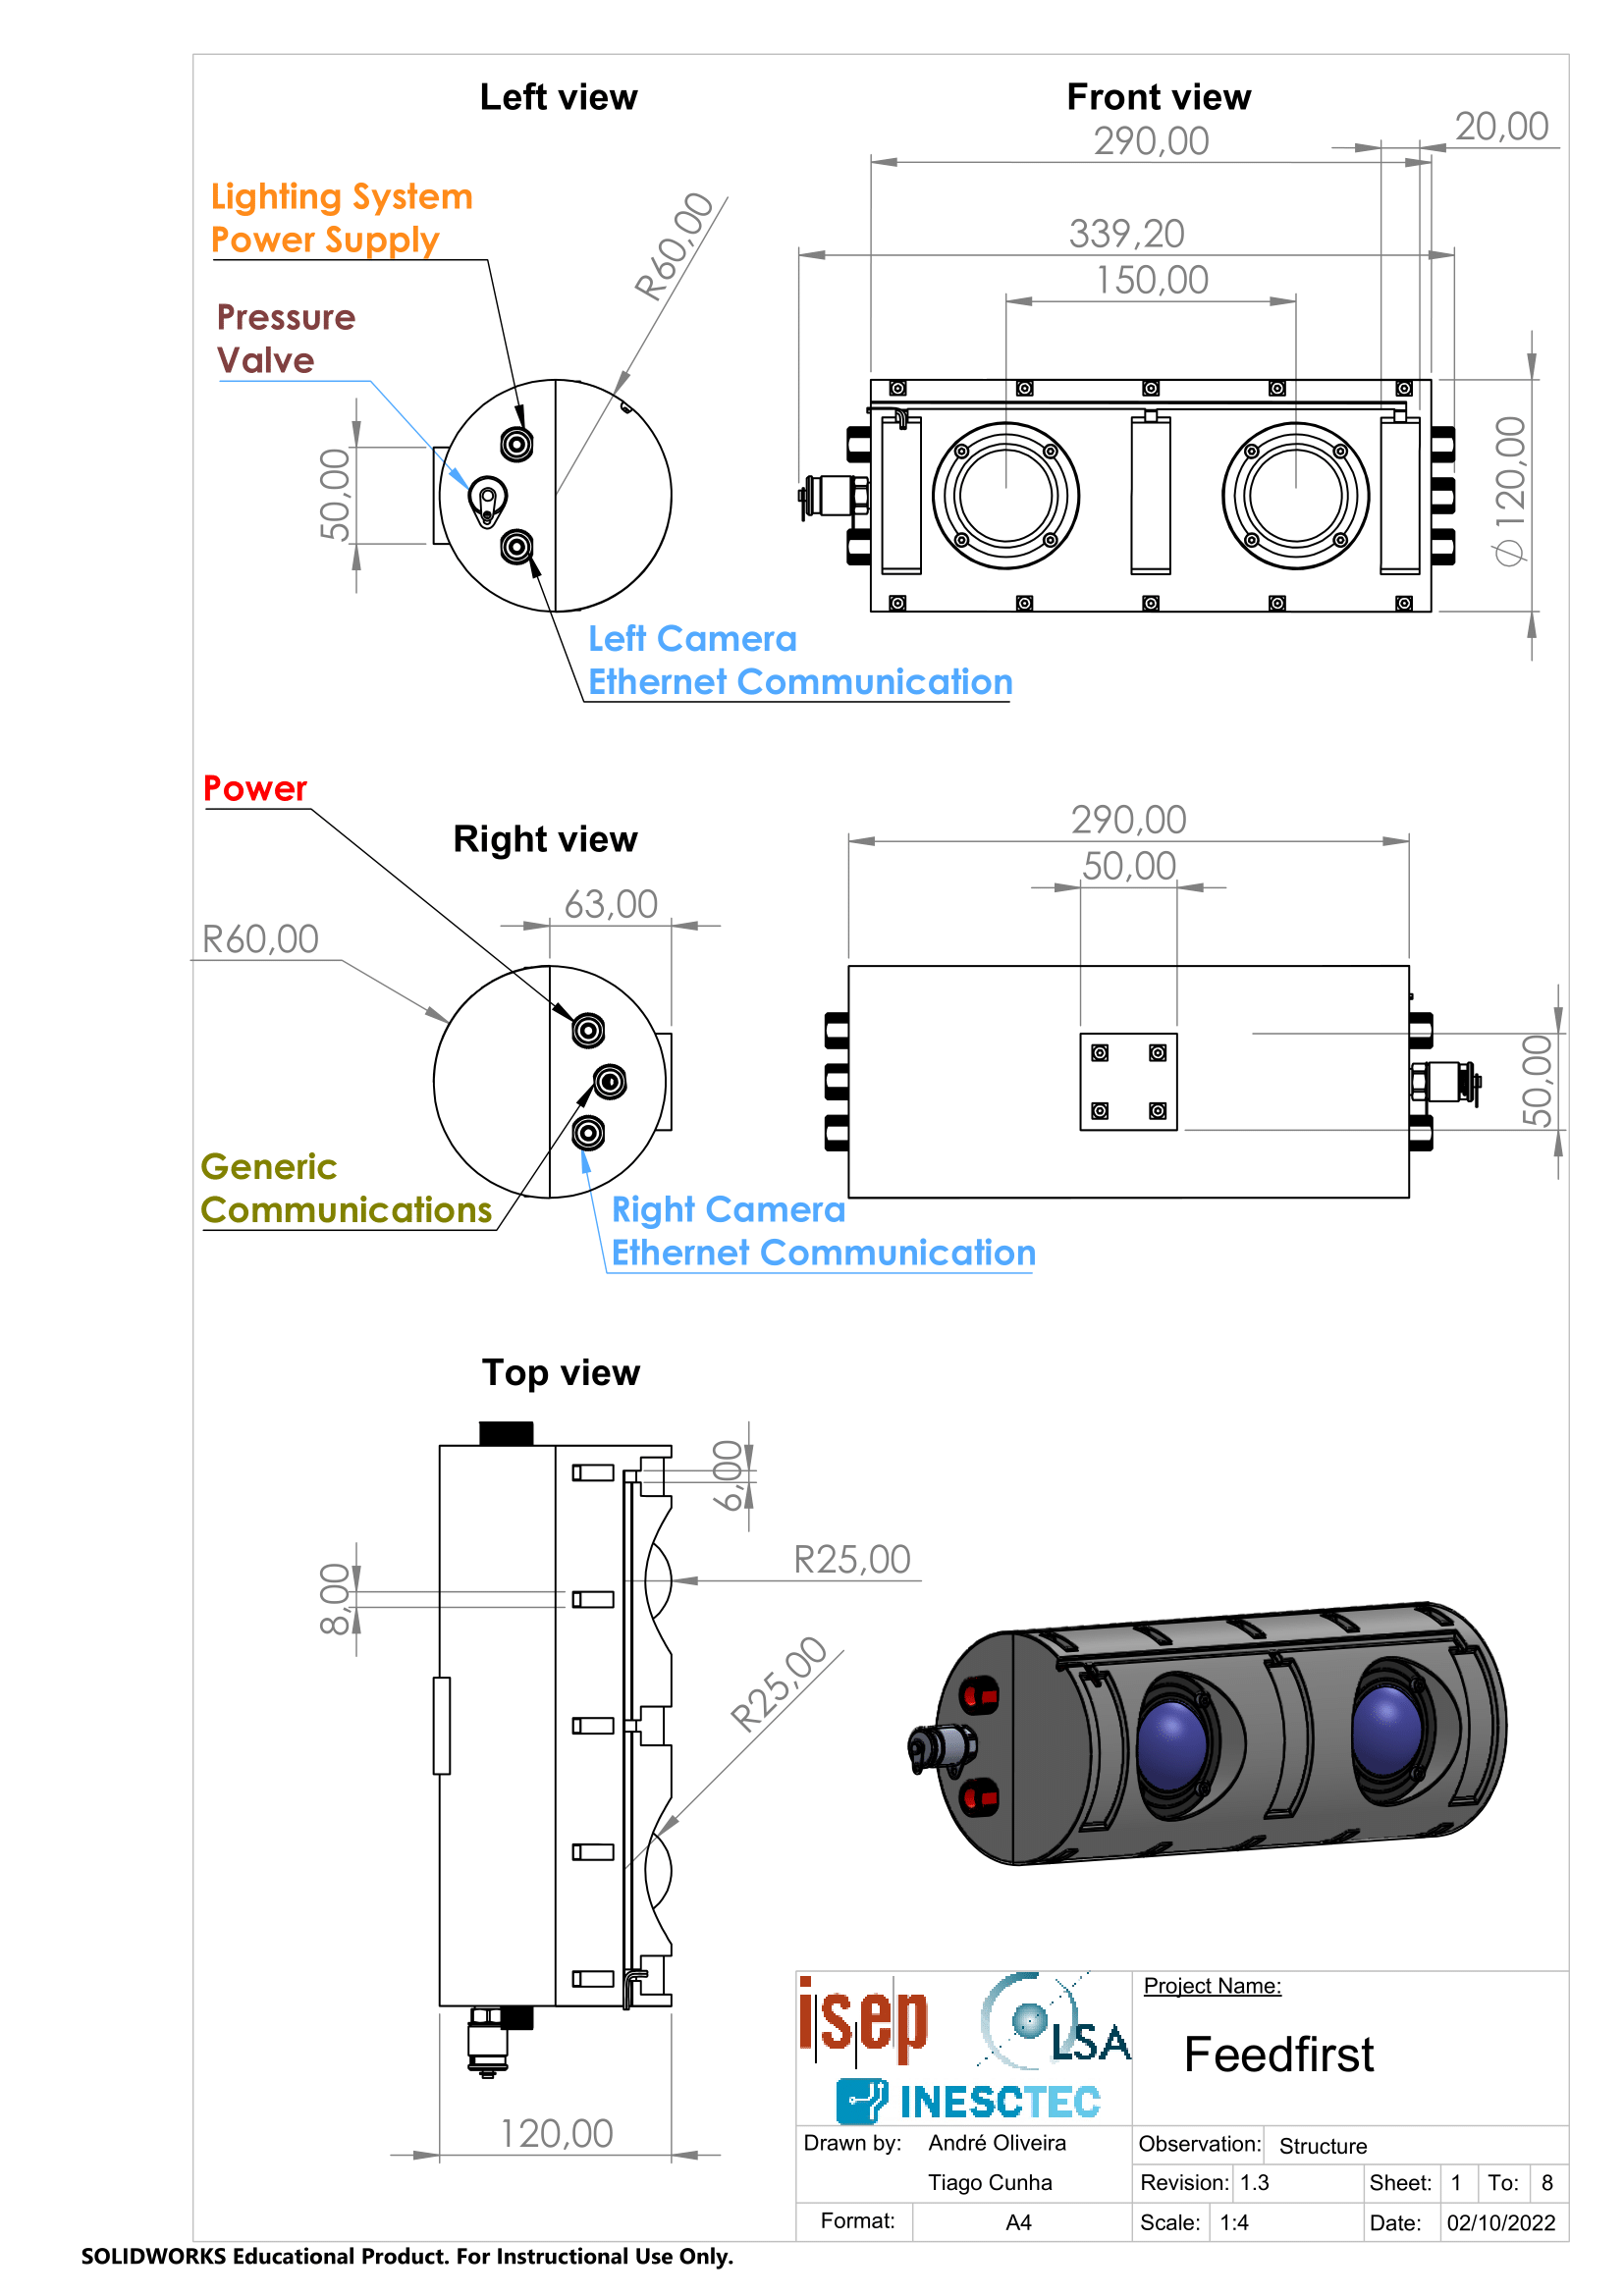 Left view
Front view
290,00
20,00
Lighting System
Power Supply
R60,00
339,20
150,00
Pressure
Valve
50,00
⌀120,00
Left Camera
Ethernet Communication
Power
Right view
290,00
50,00
63,00
R60,00
50,00
Generic
Communications
Right Camera
Ethernet Communication
Top view
6,00
R25,00
8,00
R25,00
120,00
isep
LSA
INESCTEC
Project Name:
Feedfirst
Drawn by: André Oliveira
Tiago Cunha
Observation: Structure
Revision: 1.3 Sheet: 1 To: 8
Format: A4 Scale: 1:4 Date: 02/10/2022
SOLIDWORKS Educational Product. For Instructional Use Only.